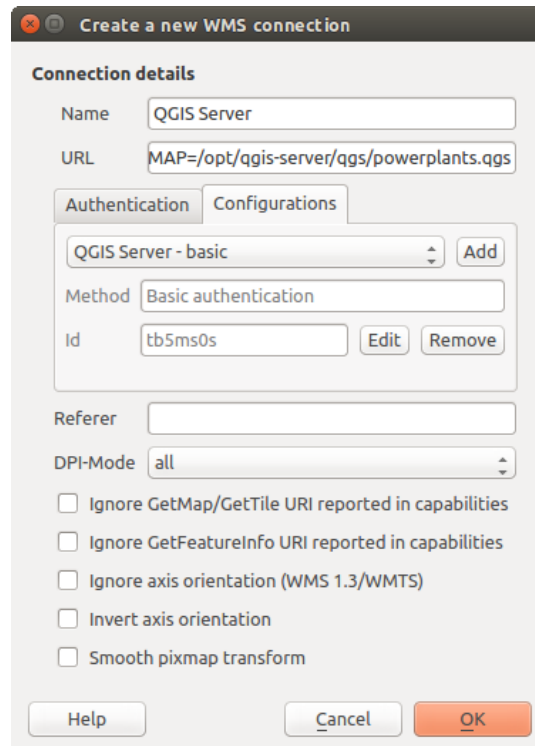 Create a new WMS connection
Connection details
Name QGIS Server
URL MAP=/opt/qgis-server/qgs/powerplants.qgs
Authentication Configurations
QGIS Server - basic Add
Method Basic authentication
Id tb5ms0s Edit Remove
Referer
DPI-Mode all
Ignore GetMap/GetTile URI reported in capabilities
Ignore GetFeatureInfo URI reported in capabilities
Ignore axis orientation (WMS 1.3/WMTS)
Invert axis orientation
Smooth pixmap transform
Help Cancel OK